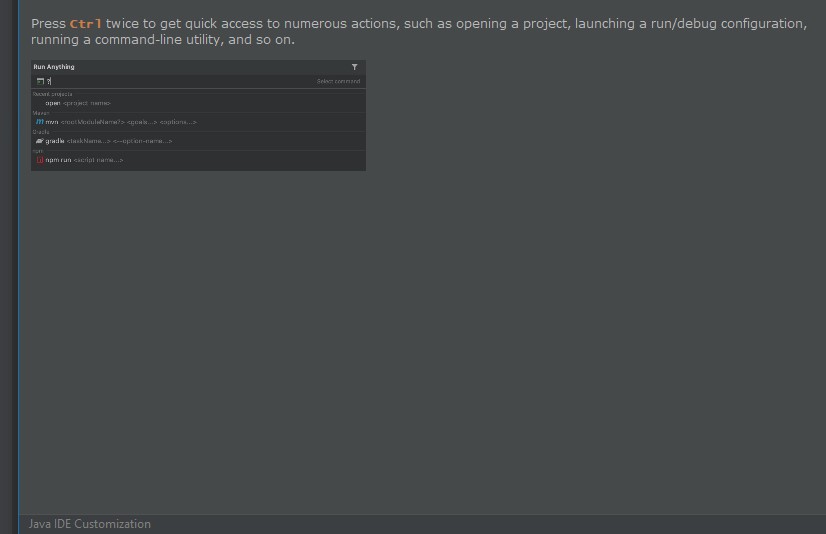 Press Ctrl twice to get quick access to numerous actions, such as opening a project, launching a run/debug configuration,
running a command-line utility, and so on.
Run Anything
?
Select command
Recent projects
open <project name>
Maven
mvn <rootModuleName?> <goals...> <options...>
Gradle
gradle <taskName...> <--option-name...>
npm
npm run <script name...>
Java IDE Customization